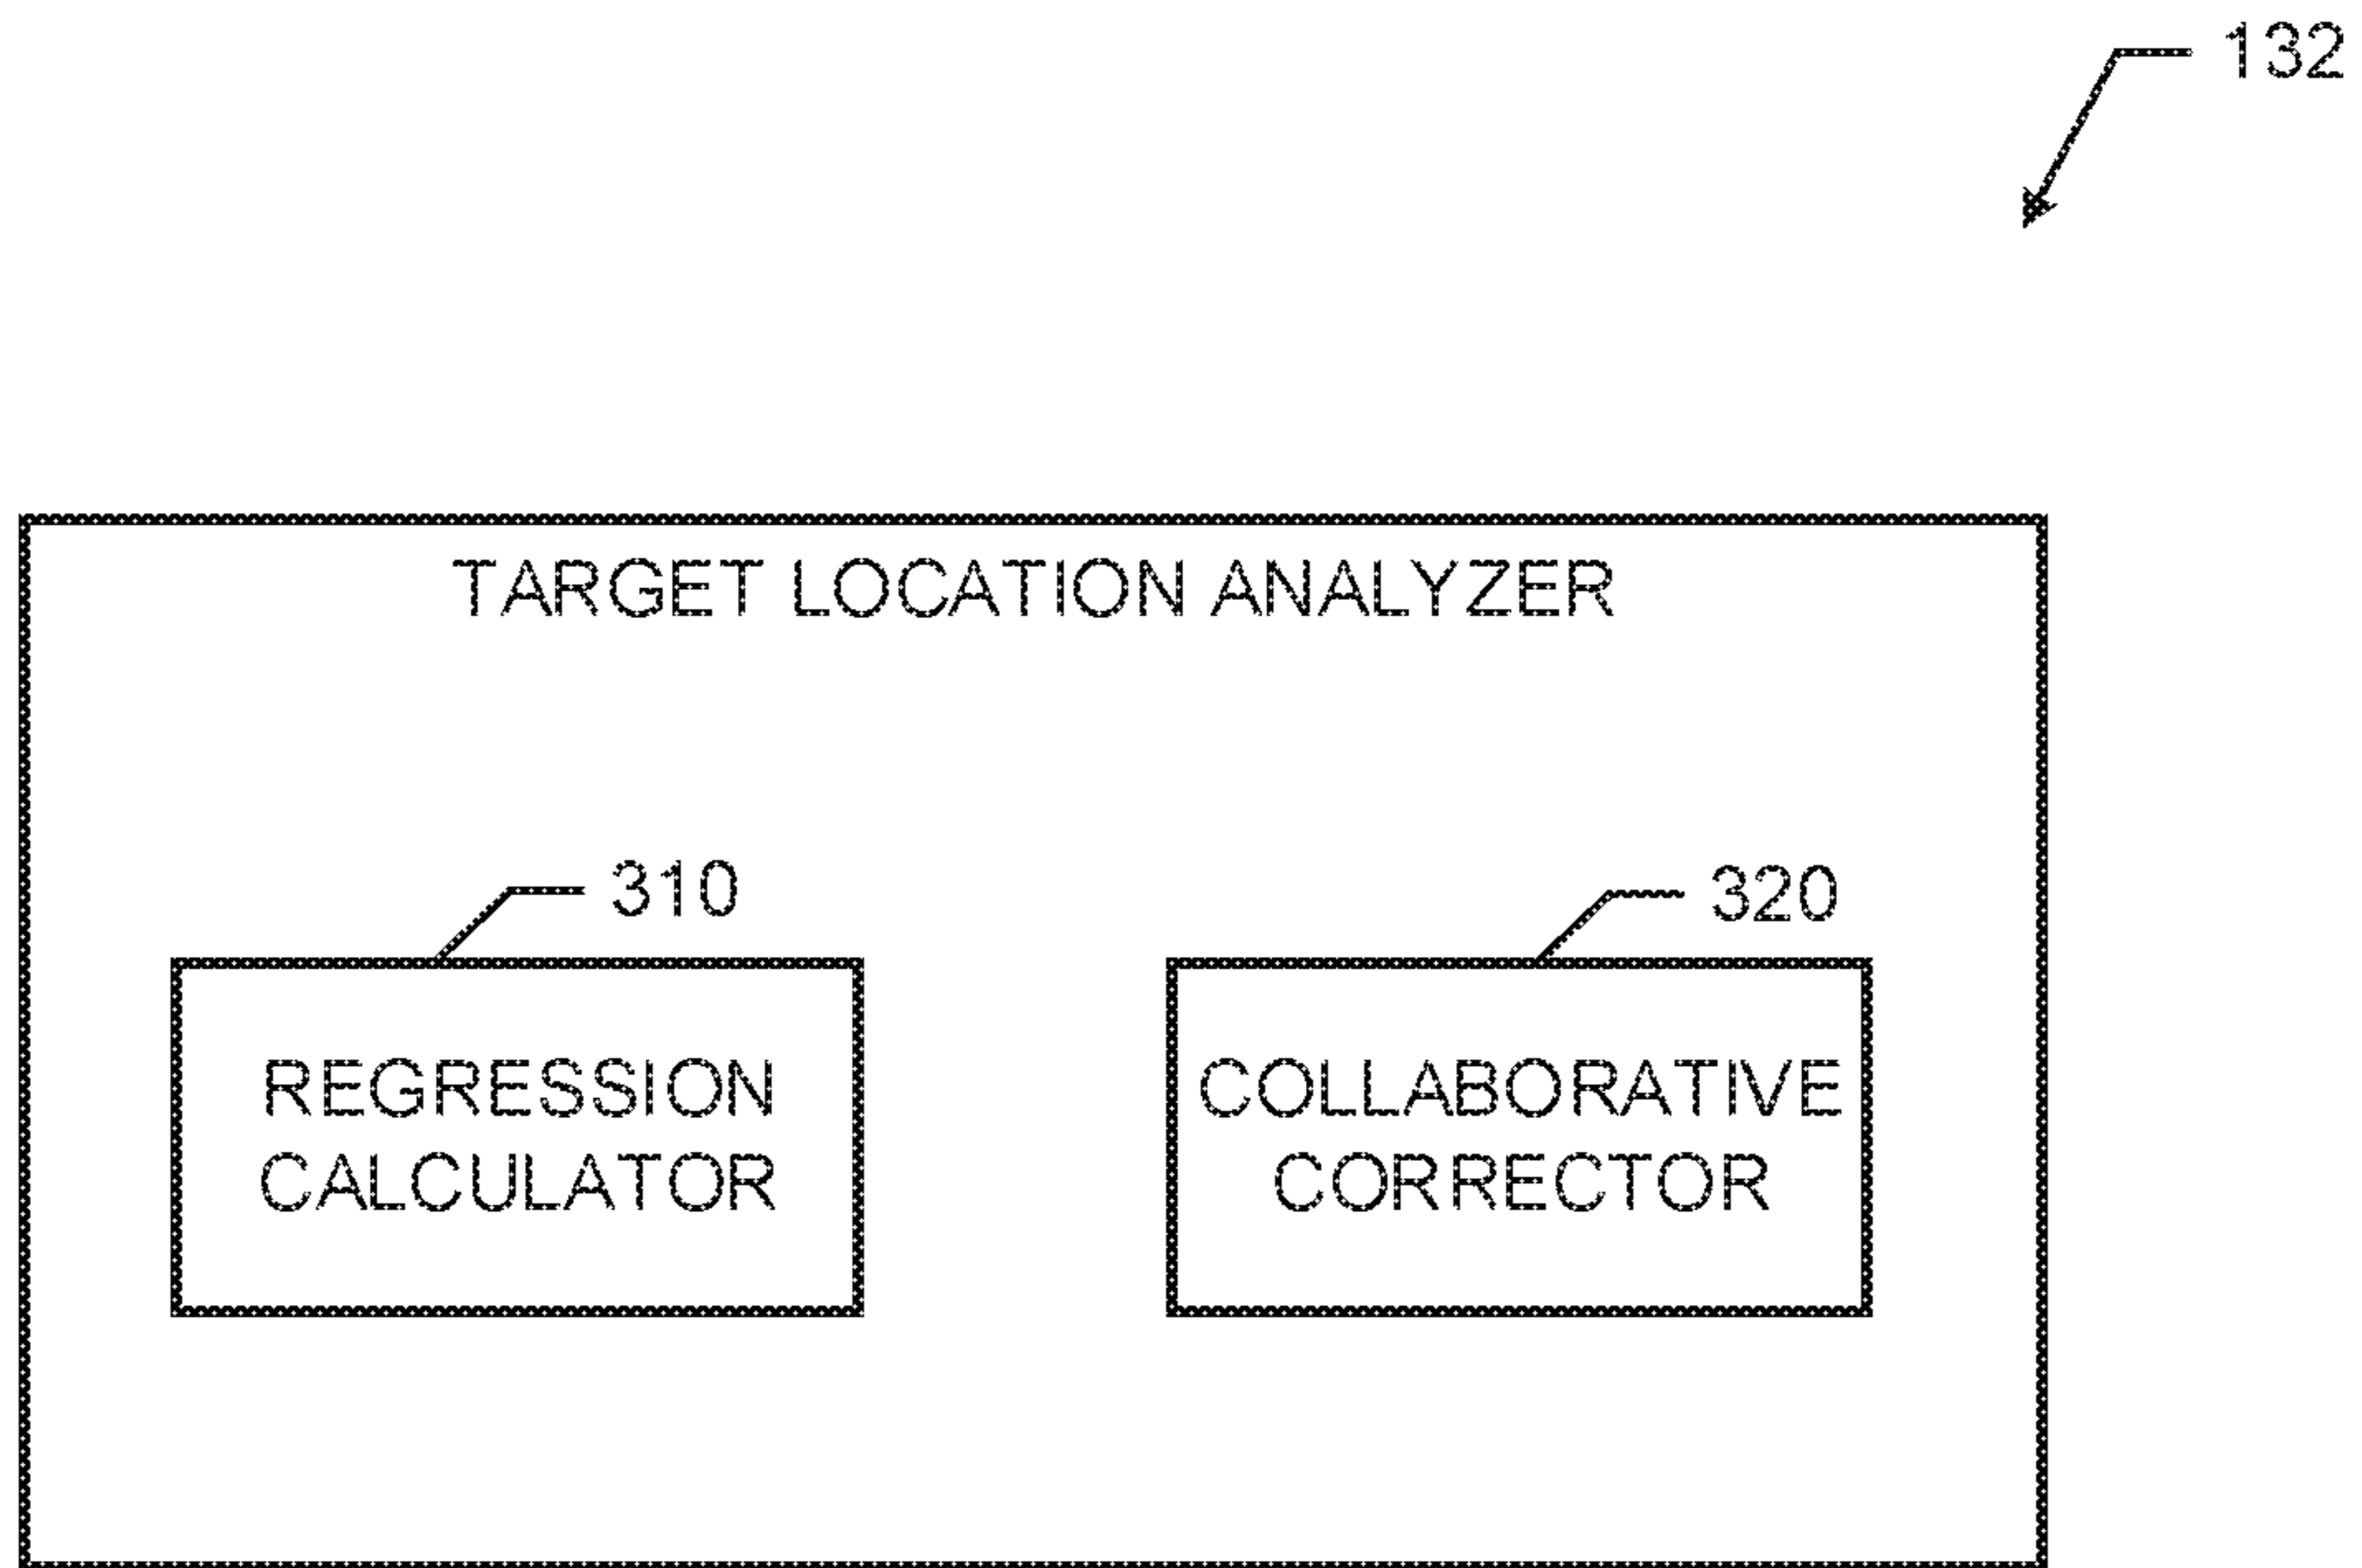 132
TARGET LOCATION ANALYZER
310
320
REGRESSION
CALCULATOR
COLLABORATIVE
CORRECTOR